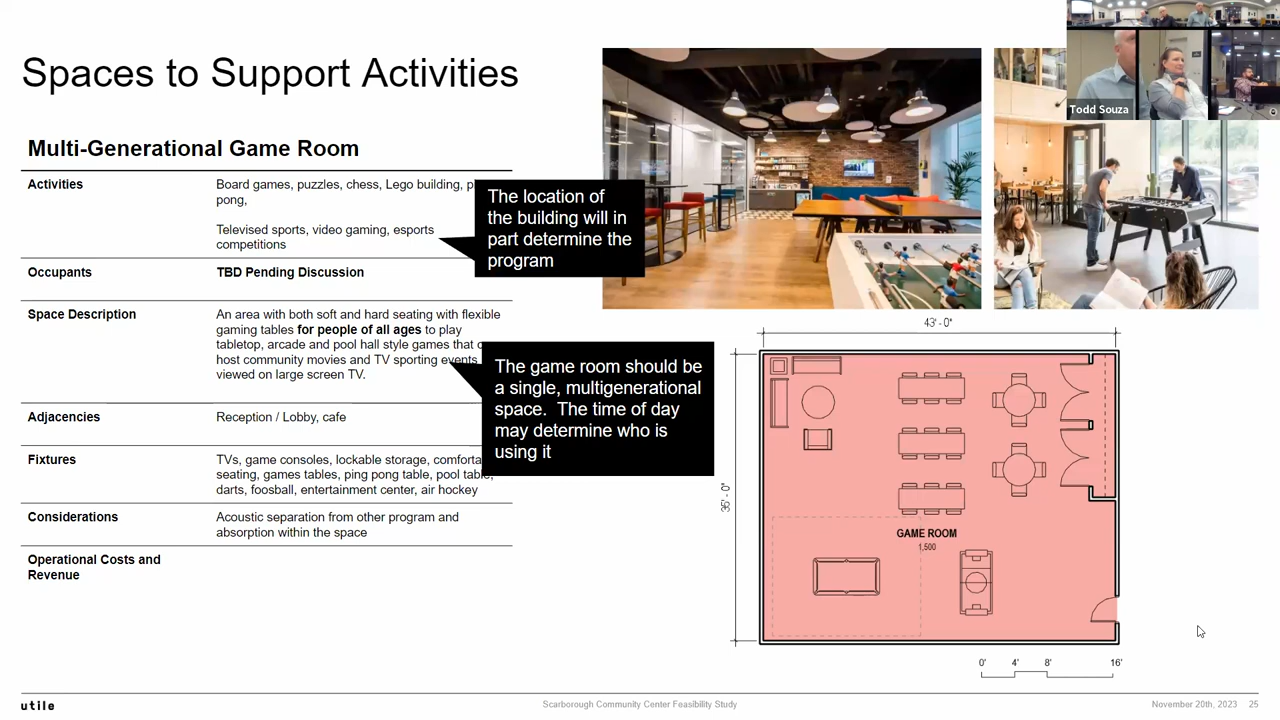 Spaces to Support Activities
Todd Souza
Multi-Generational Game Room
Activities
Board games, puzzles, chess, Lego building, p
pong,
Televised sports, video gaming, esports
competitions
The location of
the building will in
part determine the
program
Occupants
TBD Pending Discussion
Space Description
An area with both soft and hard seating with flexible
gaming tables for people of all ages to play
tabletop, arcade and pool hall style games that
host community movies and TV sporting events
viewed on large screen TV.
The game room should be
a single, multigenerational
space. The time of day
may determine who is
using it
Adjacencies
Reception / Lobby, cafe
Fixtures
TVs, game consoles, lockable storage, comforta
seating, games tables, ping pong table, pool table,
darts, foosball, entertainment center, air hockey
Considerations
Acoustic separation from other program and
absorption within the space
Operational Costs and
Revenue
43' - 0"
GAME ROOM
1,500
0' 4' 8' 16'
utile
Scarborough Community Center Feasibility Study
November 20th, 2023 25